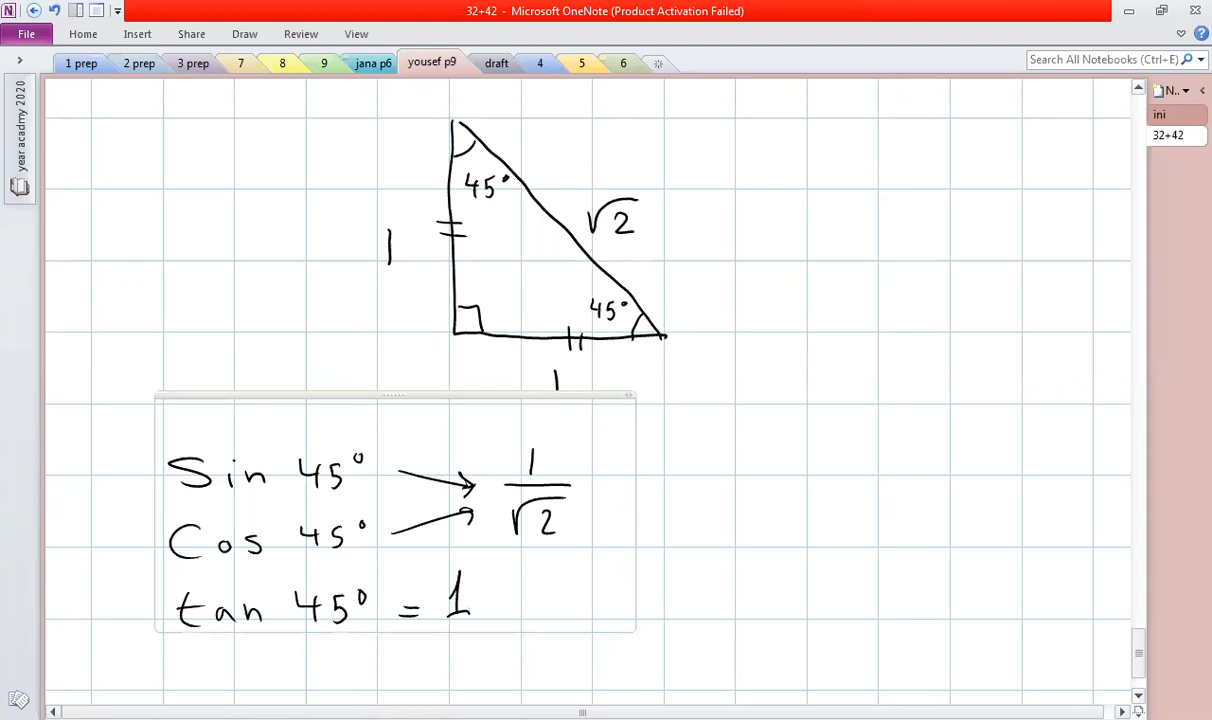 32+42 - Microsoft OneNote (Product Activation Failed)
File Home Insert Share Draw Review View
1 prep 2 prep 3 prep 7 8 9 jana p6 yousef p9 draft 4 5 6
Search All Notebooks (Ctrl+E)
N..
ini
32+42
year academy 2020
45°
√2
1
45°
1
Sin 45°
1/√2
Cos 45°
tan 45° = 1